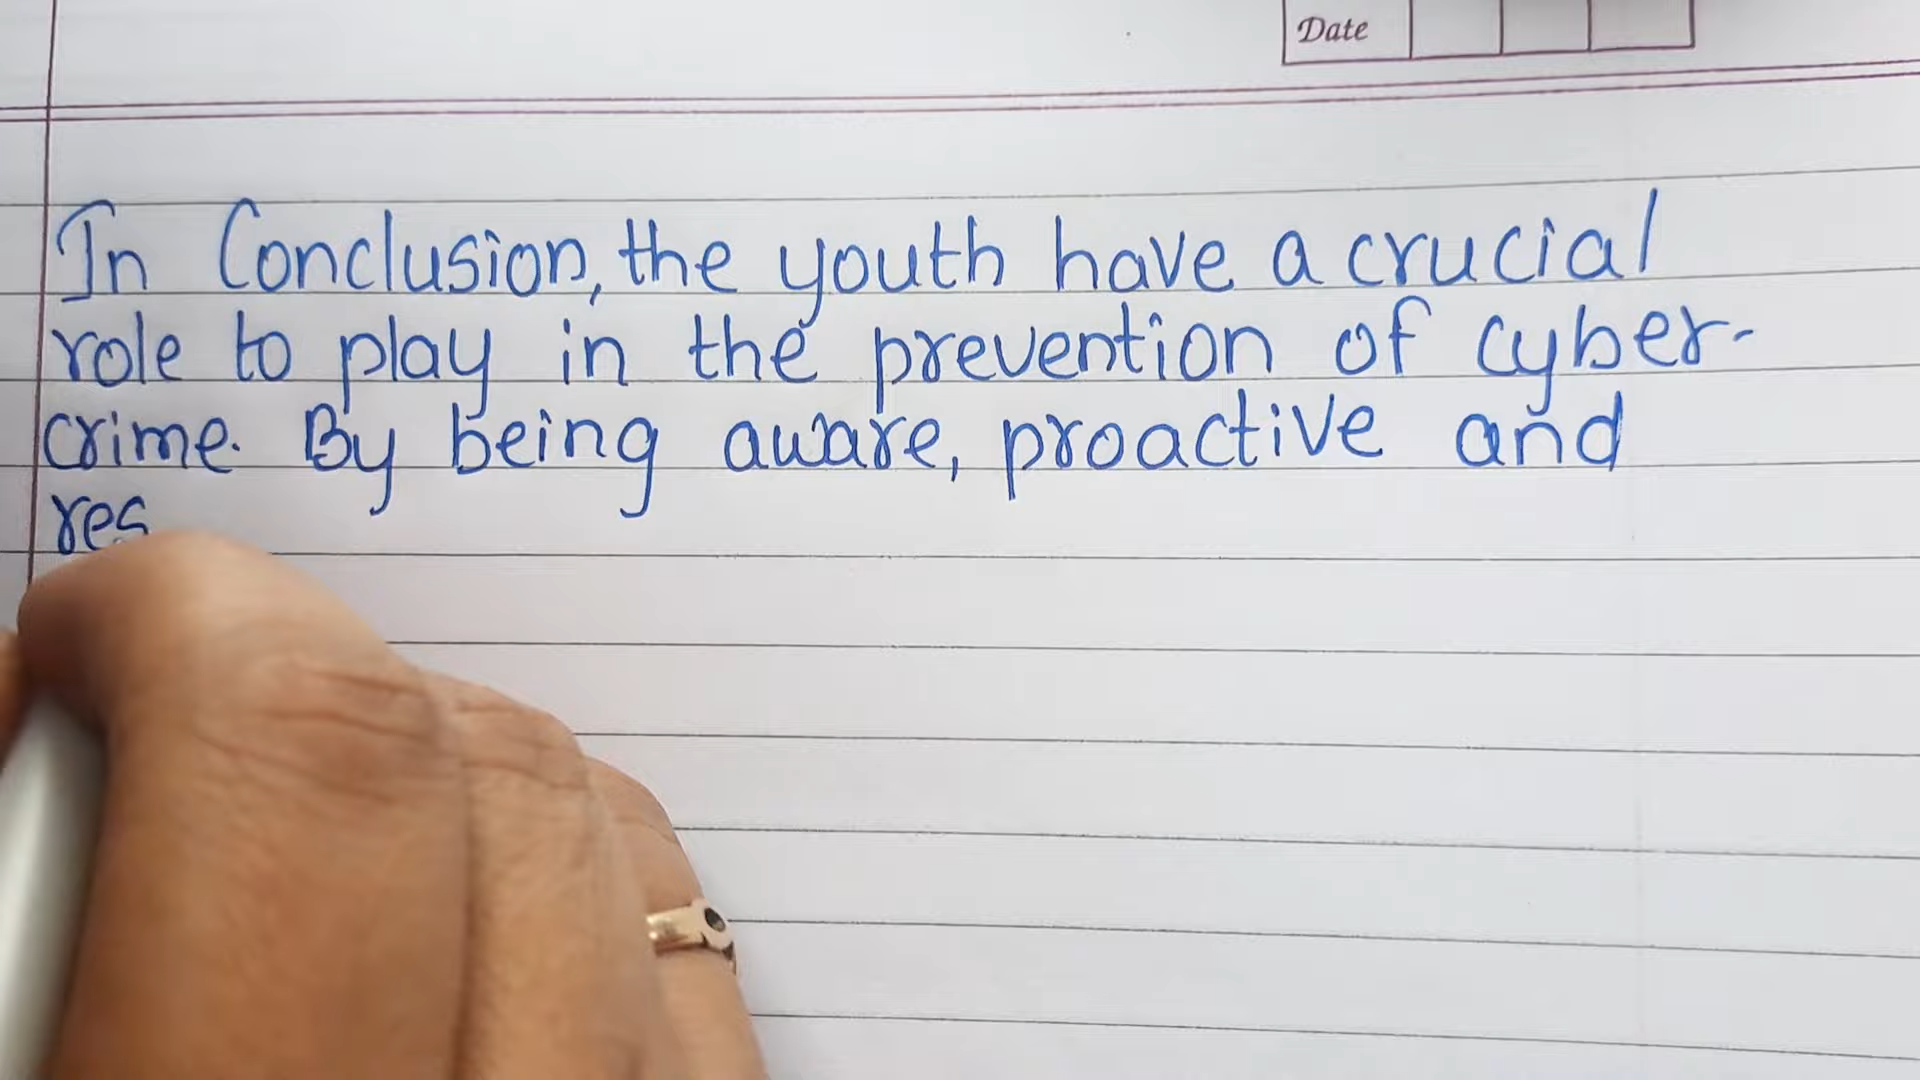 Date
In Conclusion, the youth have a crucial
role to play in the prevention of cyber-
crime. By being aware, proactive and
res